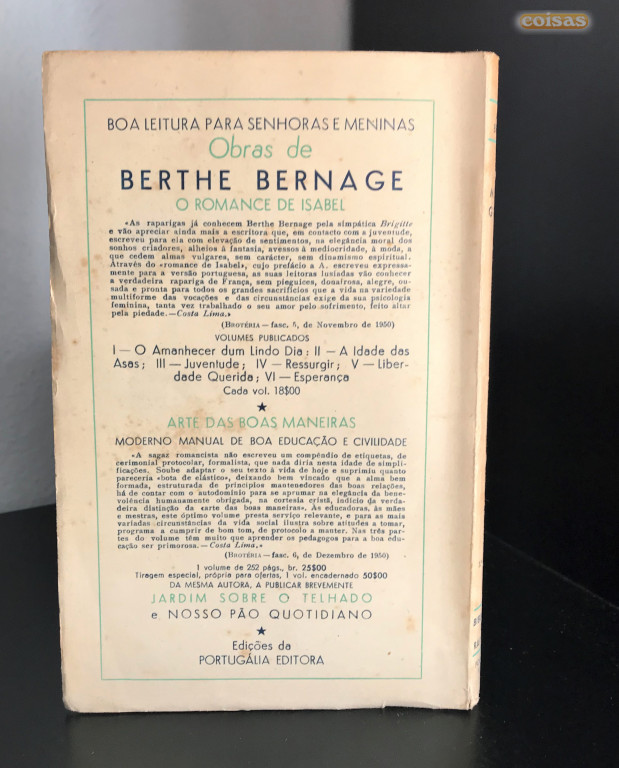 coisas
BOA LEITURA PARA SENHORAS E MENINAS
Obras de
BERTHE BERNAGE
O ROMANCE DE ISABEL
«As raparigas já conhecem Berthe Bernage pela simpática Brigitte
e vão apreciar ainda mais a escritora que, em contacto com a juventude,
escreveu para ela com elevação de sentimentos, na elegância moral dos
sonhos criadores, alheios à fantasia, avessos à mediocridade, à moda, a
que cedem almas vulgares, sem carácter, sem dinamismo espiritual.
Através do «romance de Isabel», cujo prefácio a A. escreveu expressa-
mente para a versão portuguesa, as suas leitoras lusíadas vão conhecer
a verdadeira rapariga de França, sem pieguices, donairosa, alegre, ou-
sada e pronta para todos os grandes sacrifícios que a vida na variedade
multiforme das vocações e das circunstâncias exige da sua psicologia
feminina, tanta vez trabalhado o seu amor pelo sofrimento, feito altar
pela piedade.—Costa Lima.»
(BROTÉRIA — fasc. 5, de Novembro de 1950)
VOLUMES PUBLICADOS
I — O Amanhecer dum Lindo Dia; II — A Idade das
Asas; III — Juventude; IV — Ressurgir; V — Liber-
dade Querida; VI — Esperança
Cada vol. 18$00
★
ARTE DAS BOAS MANEIRAS
MODERNO MANUAL DE BOA EDUCAÇÃO E CIVILIDADE
«A sagaz romancista não escreveu um compêndio de etiquetas, de
cerimonial protocolar, formalista, que nada diria nesta idade de simpli-
ficações. Soube adaptar o seu texto à vida de hoje e suprimiu quanto
pareceria «bota de elástico», deixando bem vincado que a alma bem
formada, estruturada de princípios mantenedores das boas relações,
há de contar com o autodomínio para se aprumar na elegância da bene-
volência humanamente obrigada, na cortesia cristã, indício da verda-
deira distinção da «arte das boas maneiras». Às educadoras, às mães
e mestras, este óptimo volume presta serviço relevante, e para as mais
variadas circunstâncias da vida social ilustra sobre atitudes a tomar,
programa a cumprir de bom tom, de protocolo a manter. Nas três par-
tes do volume têm muito que aprender os pedagogos para a boa edu-
cação ser primorosa.—Costa Lima.»
(BROTÉRIA — fasc. 6, de Dezembro de 1950)
1 volume de 252 págs., br. 25$00
Tiragem especial, própria para ofertas, 1 vol. encadernado 50$00
DA MESMA AUTORA, A PUBLICAR BREVEMENTE
JARDIM SOBRE O TELHADO
e NOSSO PÃO QUOTIDIANO
★
Edições da
PORTUGÁLIA EDITORA